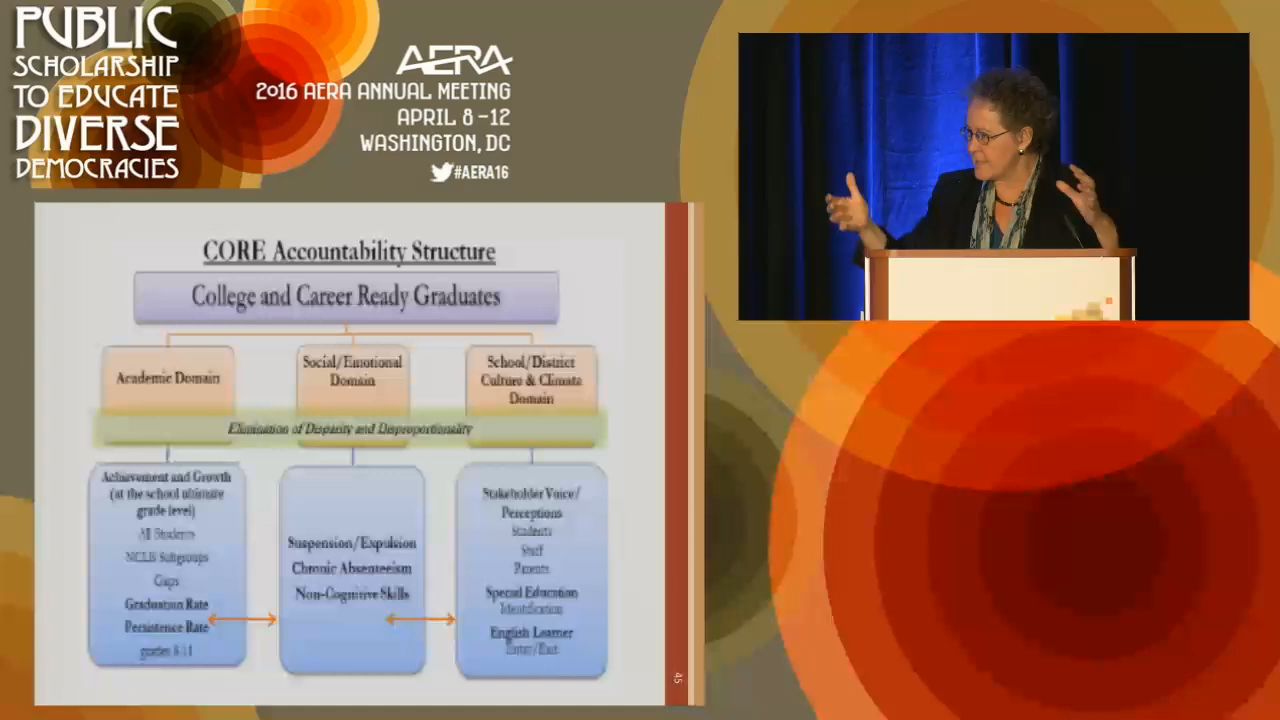 PUBLIC
SCHOLARSHIP
TO EDUCATE
DIVERSE
DEMOCRACIES
AERA
2016 AERA ANNUAL MEETING
APRIL 8 –12
WASHINGTON, DC
#AERA16
CORE Accountability Structure
College and Career Ready Graduates
Academic Domain
Social/Emotional
Domain
School/District
Culture & Climate
Domain
Elimination of Disparity and Disproportionality
Achievement and Growth
(at the school ultimate
grade level)
All Students
NCLB Subgroups
Gaps
Graduation Rate
Persistence Rate
grades 8-11
Suspension/Expulsion
Chronic Absenteeism
Non-Cognitive Skills
Stakeholder Voice/
Perceptions
Students
Staff
Parents
Special Education
Identification
English Learner
Enter/Exit
45